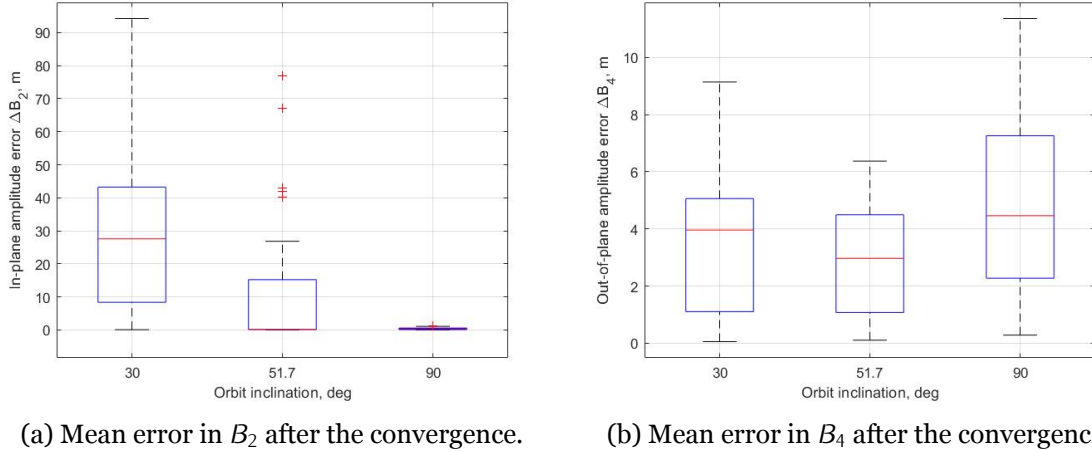 90
80
70
60
50
40
30
20
10
0
In-plane amplitude error ΔB₂, m
30 51.7 90
Orbit inclination, deg
10
8
6
4
2
0
Out-of-plane amplitude error ΔB₄, m
30 51.7 90
Orbit inclination, deg
(a) Mean error in B₂ after the convergence.
(b) Mean error in B₄ after the convergenc